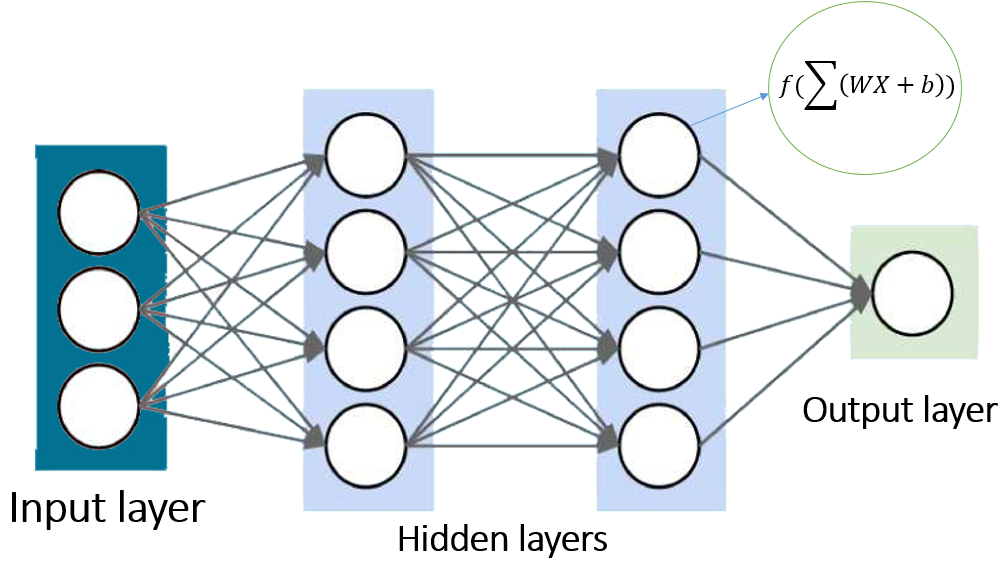 f(∑(WX + b))
Input layer
Hidden layers
Output layer